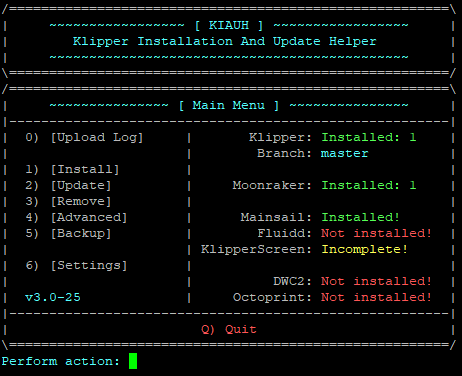 /=======================================================\
|     ~~~~~~~~~~~~~~~~~ [ KIAUH ] ~~~~~~~~~~~~~~~~~     |
|        Klipper Installation And Update Helper         |
|     ~~~~~~~~~~~~~~~~~~~~~~~~~~~~~~~~~~~~~~~~~~~~~     |
\=======================================================/
/=======================================================\
|     ~~~~~~~~~~~~~~~ [ Main Menu ] ~~~~~~~~~~~~~~~     |
|-------------------------------------------------------|
|  0) [Upload Log]      |       Klipper: Installed: 1   |
|                       |        Branch: master         |
|  1) [Install]         |                               |
|  2) [Update]          |     Moonraker: Installed: 1   |
|  3) [Remove]          |                               |
|  4) [Advanced]        |      Mainsail: Installed!     |
|  5) [Backup]          |        Fluidd: Not installed! |
|                       | KlipperScreen: Incomplete!    |
|  6) [Settings]        |                               |
|                       |          DWC2: Not installed! |
|  v3.0-25              |     Octoprint: Not installed! |
|-------------------------------------------------------|
|                        Q) Quit                        |
\=======================================================/
Perform action: